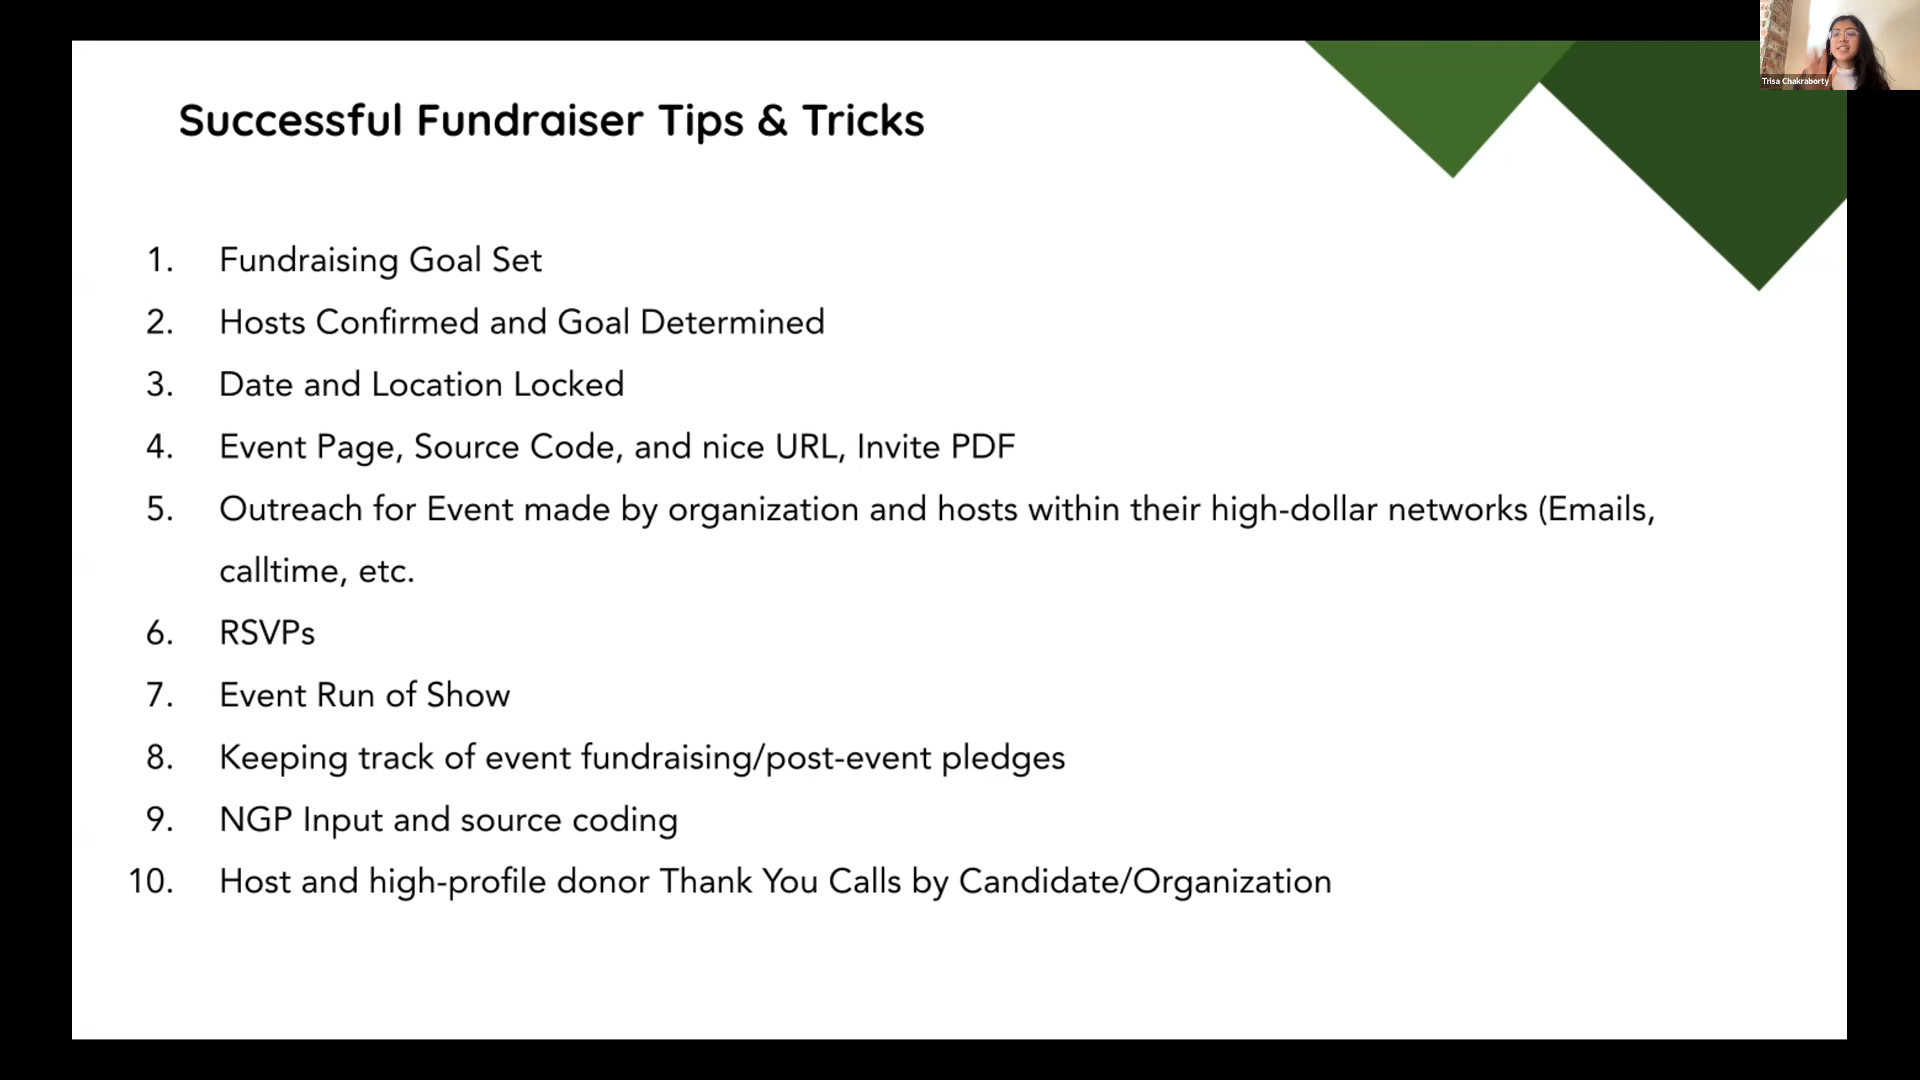 Trisa Chakraborty
Successful Fundraiser Tips & Tricks
1. Fundraising Goal Set
2. Hosts Confirmed and Goal Determined
3. Date and Location Locked
4. Event Page, Source Code, and nice URL, Invite PDF
5. Outreach for Event made by organization and hosts within their high-dollar networks (Emails,
calltime, etc.
6. RSVPs
7. Event Run of Show
8. Keeping track of event fundraising/post-event pledges
9. NGP Input and source coding
10. Host and high-profile donor Thank You Calls by Candidate/Organization